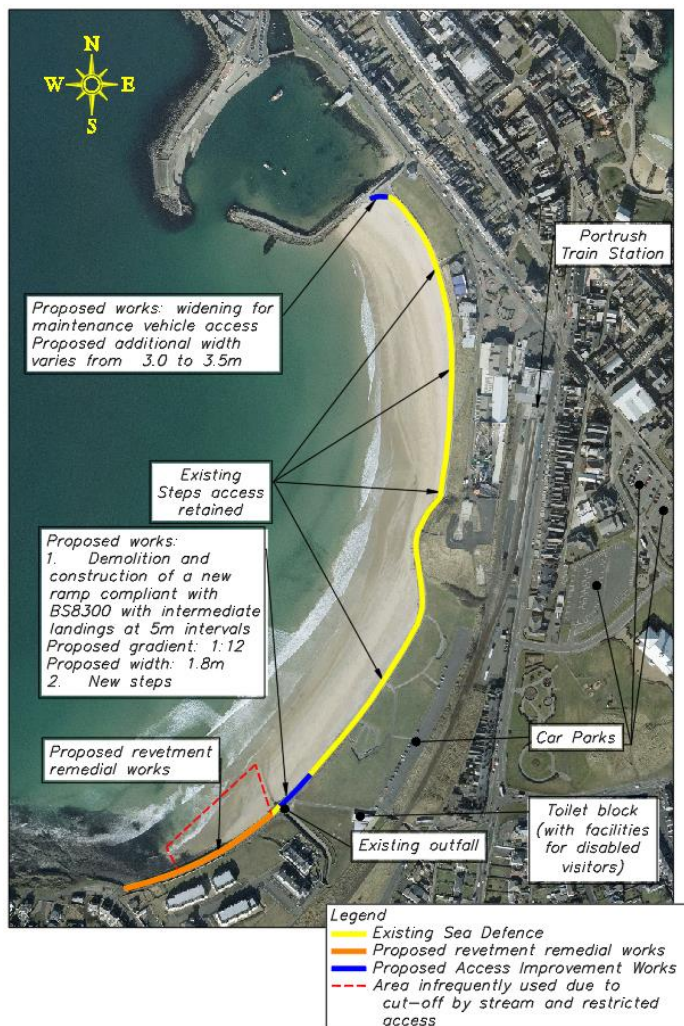 N
W E
S
Portrush
Train Station
Proposed works: widening for
maintenance vehicle access
Proposed additional width
varies from 3.0 to 3.5m
Existing
Steps access
retained
Proposed works:
1. Demolition and
construction of a new
ramp compliant with
BS8300 with intermediate
landings at 5m intervals
Proposed gradient: 1:12
Proposed width: 1.8m
2. New steps
Proposed revetment
remedial works
Car Parks
Existing outfall
Toilet block
(with facilities
for disabled
visitors)
Legend
Existing Sea Defence
Proposed revetment remedial works
Proposed Access Improvement Works
Area infrequently used due to
cut-off by stream and restricted
access